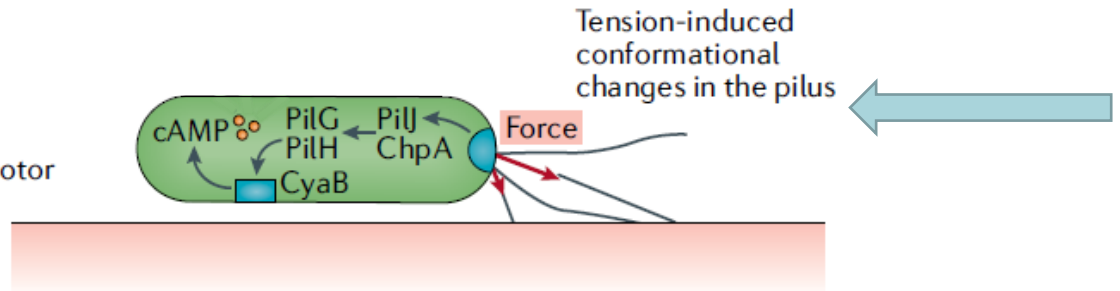 Tension-induced
conformational
changes in the pilus
cAMP PilG PilJ Force
PilH ChpA
otor CyaB